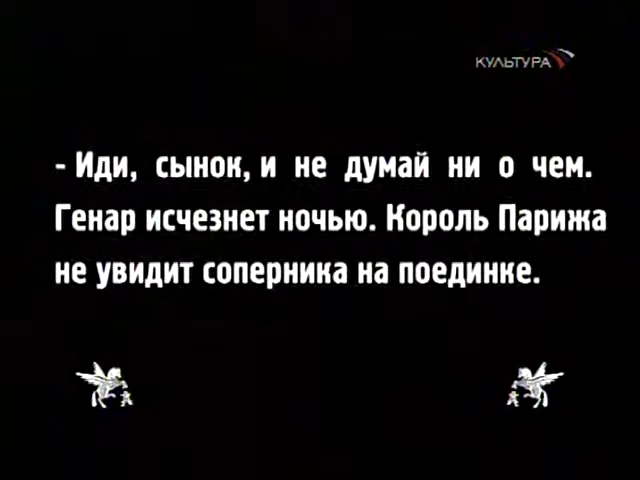 КУЛЬТУРА
- Иди, сынок, и не думай ни о чем.
Генар исчезнет ночью. Король Парижа
не увидит соперника на поединке.